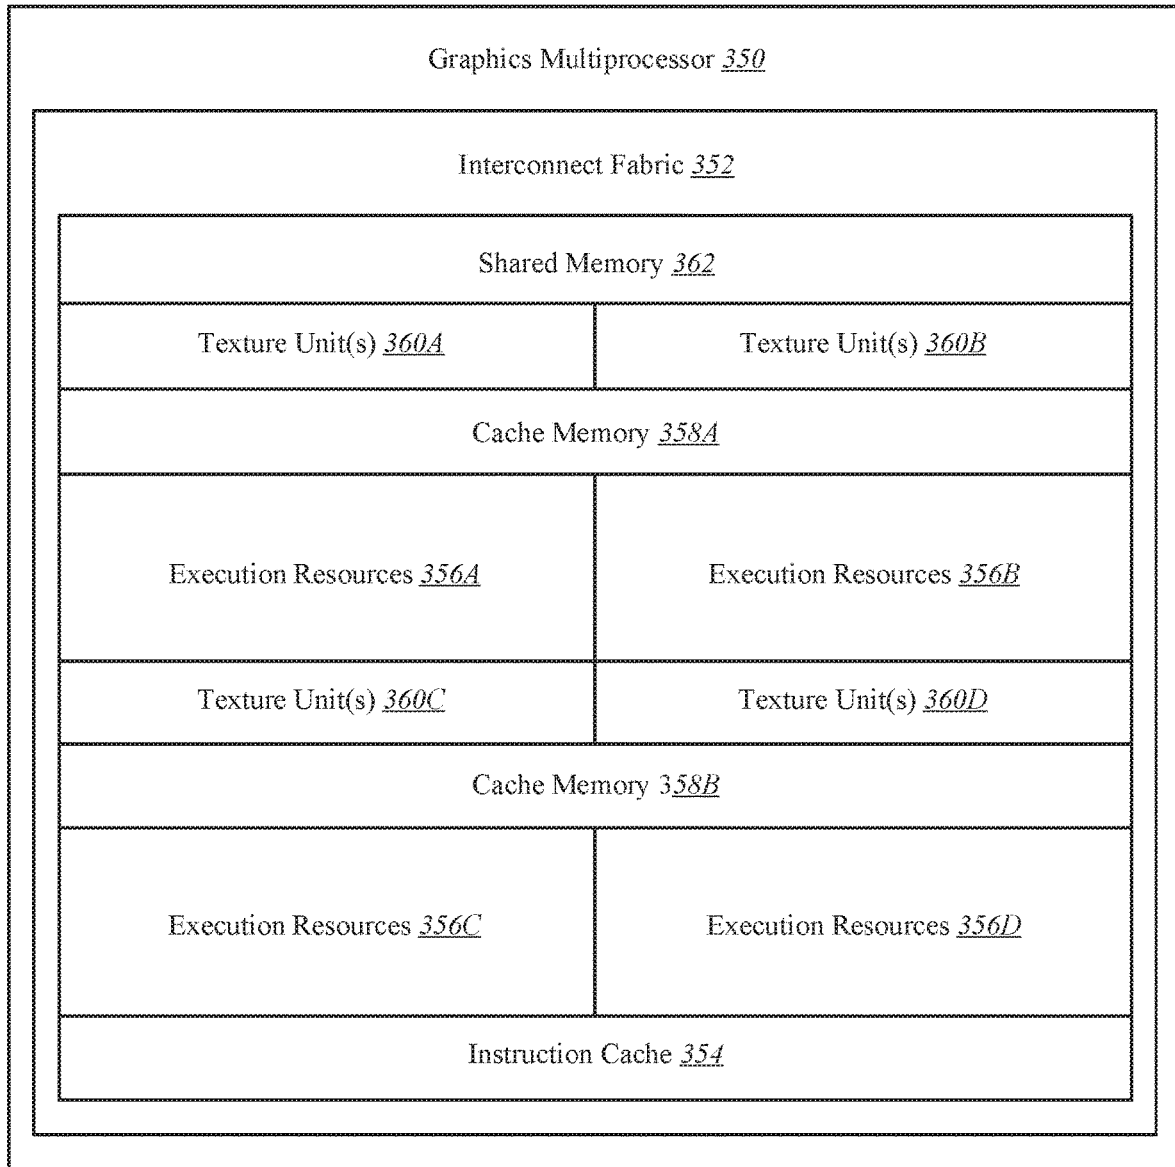 Graphics Multiprocessor 350
Interconnect Fabric 352
Shared Memory 362
Texture Unit(s) 360A
Texture Unit(s) 360B
Cache Memory 358A
Execution Resources 356A
Execution Resources 356B
Texture Unit(s) 360C
Texture Unit(s) 360D
Cache Memory 358B
Execution Resources 356C
Execution Resources 356D
Instruction Cache 354